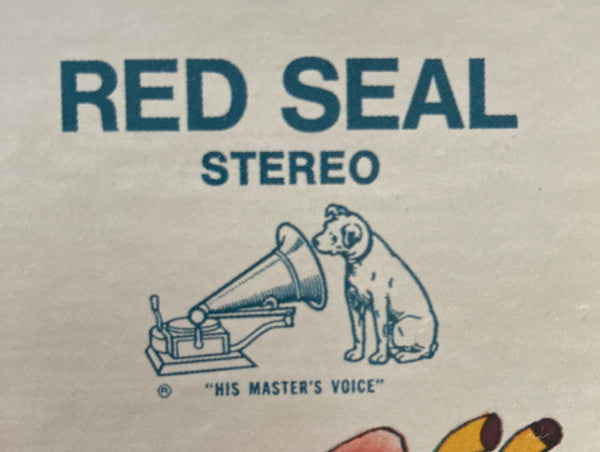 RED SEAL
STEREO
® "HIS MASTER'S VOICE"